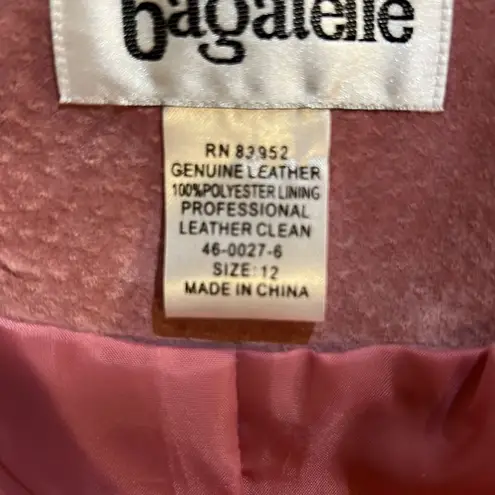 bagatelle
RN 83952
GENUINE LEATHER
100%POLYESTER LINING
PROFESSIONAL
LEATHER CLEAN
46-0027-6
SIZE: 12
MADE IN CHINA